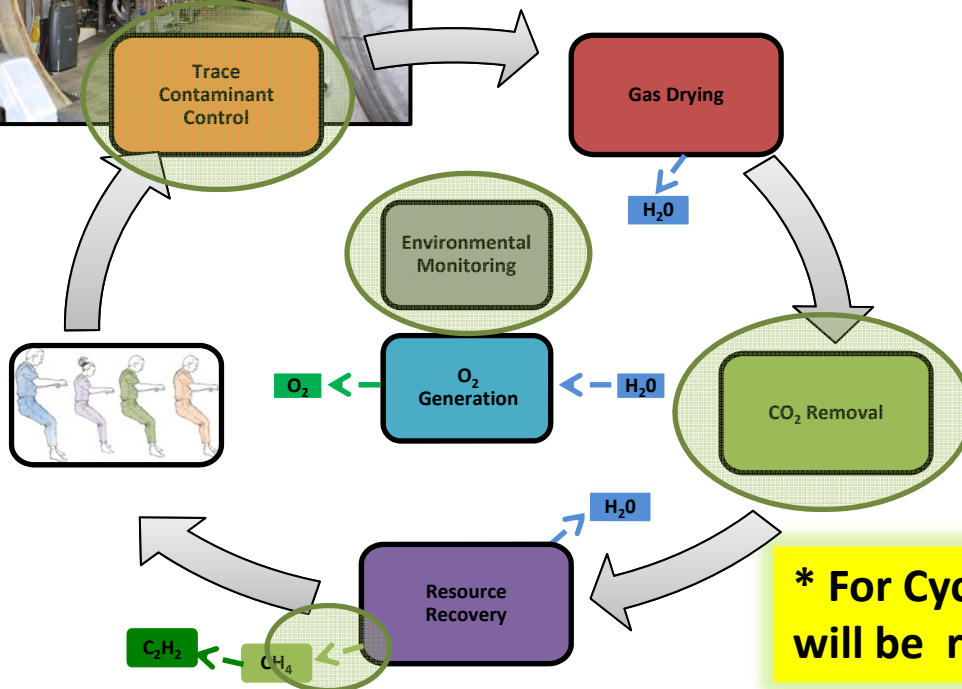 Trace
Contaminant
Control
Gas Drying
H₂0
Environmental
Monitoring
O₂
O₂
Generation
H₂0
CO₂ Removal
H₂0
Resource
Recovery
C₂H₂
CH₄
* For Cyc
will be